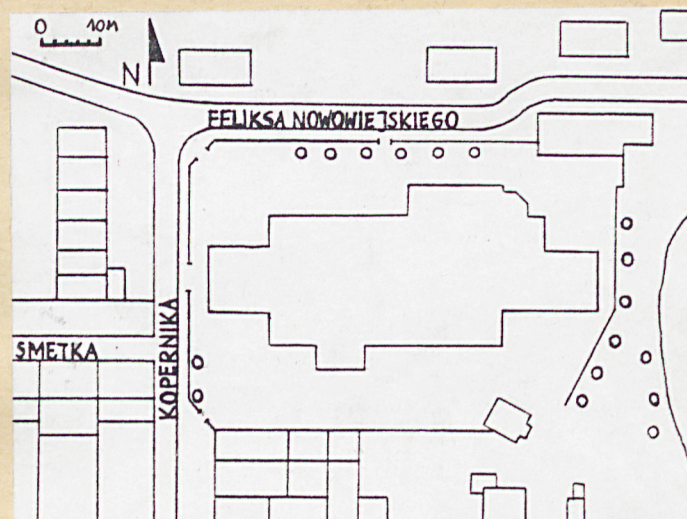 0 10m
N
FELIKSA NOWOWIEJSKIEGO
SMETKA
KOPERNIKA